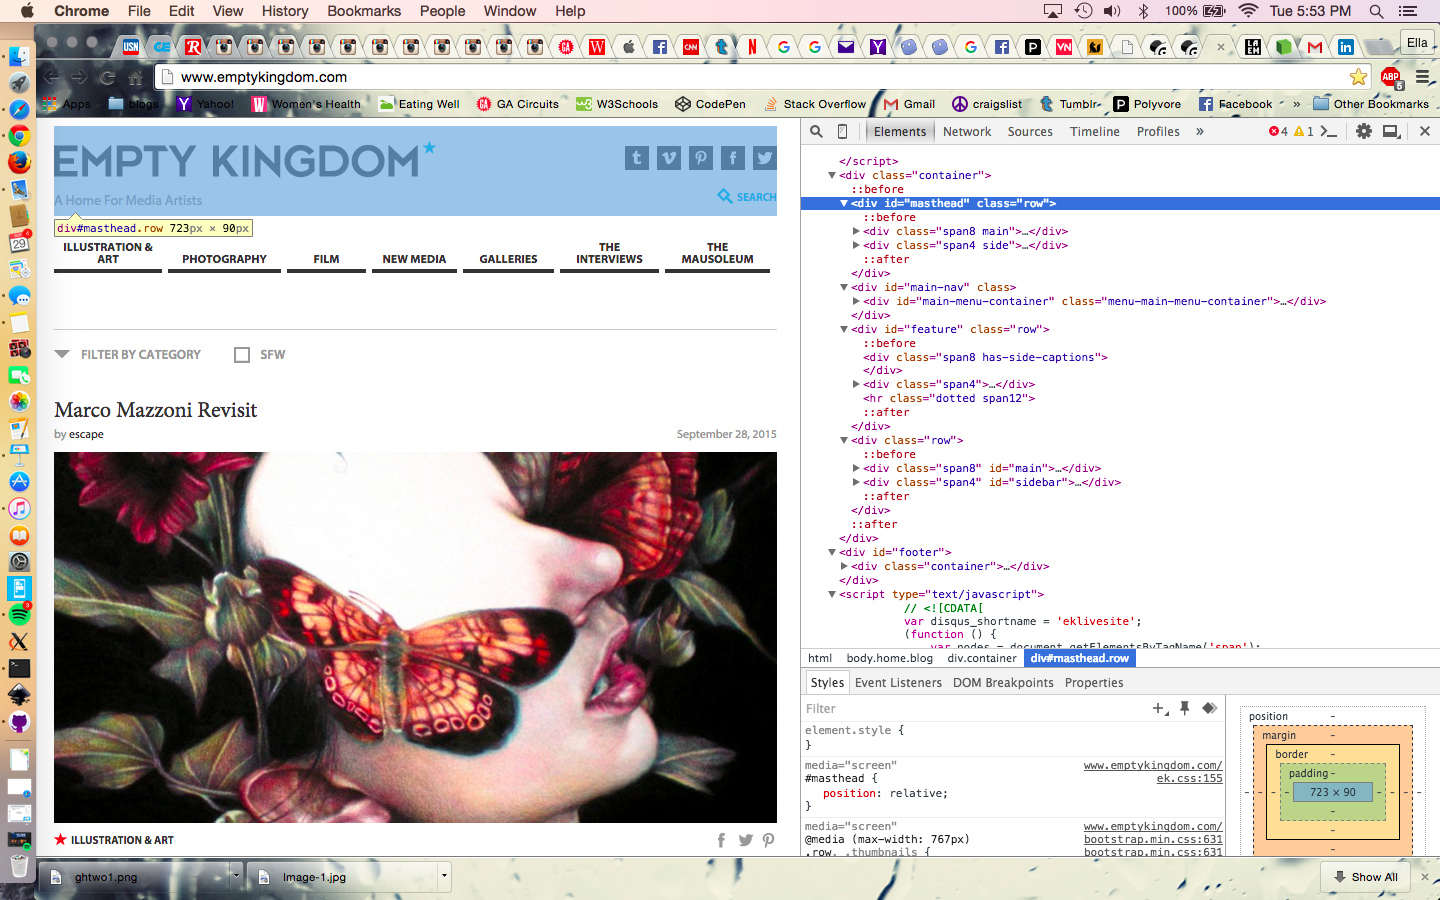 Chrome File Edit View History Bookmarks People Window Help 100% Tue 5:53 PM
Ella
www.emptykingdom.com
ABP 6
Apps blogs Yahoo! Women's Health Eating Well GA Circuits W3Schools CodePen Stack Overflow Gmail craigslist Tumblr Polyvore Facebook » Other Bookmarks
EMPTY KINGDOM
A Home For Media Artists
SEARCH
div#masthead.row 723px × 90px
ILLUSTRATION & ART PHOTOGRAPHY FILM NEW MEDIA GALLERIES THE INTERVIEWS THE MAUSOLEUM
FILTER BY CATEGORY SFW
Marco Mazzoni Revisit
by escape September 28, 2015
ILLUSTRATION & ART
Elements Network Sources Timeline Profiles » 4 1
</script>
<div class="container">
::before
<div id="masthead" class="row">
::before
<div class="span8 main">…</div>
<div class="span4 side">…</div>
::after
</div>
<div id="main-nav" class>
<div id="main-menu-container" class="menu-main-menu-container">…</div>
</div>
<div id="feature" class="row">
::before
<div class="span8 has-side-captions">
</div>
<div class="span4">…</div>
<hr class="dotted span12">
::after
</div>
<div class="row">
::before
<div class="span8" id="main">…</div>
<div class="span4" id="sidebar">…</div>
::after
</div>
::after
</div>
<div id="footer">
<div class="container">…</div>
</div>
<script type="text/javascript">
// <![CDATA[
var disqus_shortname = 'eklivesite';
(function () {
var nodes = document.getElementsByTagName('span');
html body.home.blog div.container div#masthead.row
Styles Event Listeners DOM Breakpoints Properties
Filter
element.style {
}
media="screen" www.emptykingdom.com/
#masthead { ek.css:155
position: relative;
}
media="screen" www.emptykingdom.com/
@media (max-width: 767px) bootstrap.min.css:631
.row, .thumbnails { bootstrap.min.css:631
position -
margin -
border -
padding -
723 × 90
ghtwo1.png Image-1.jpg Show All